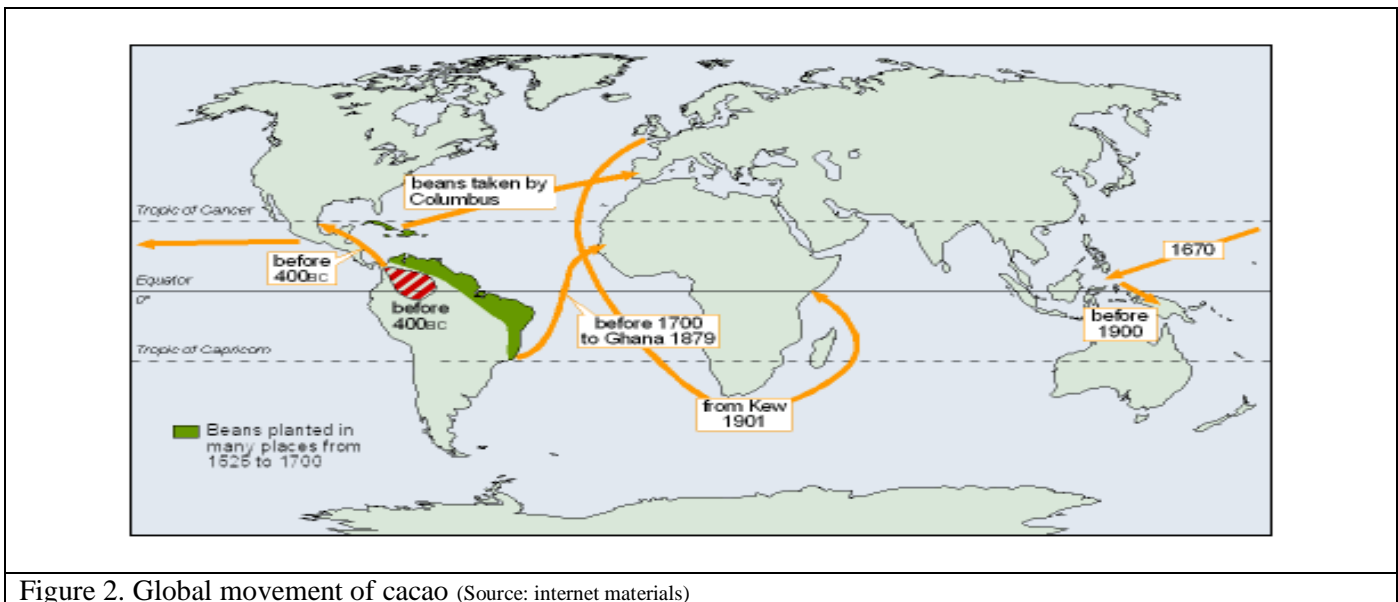 beans taken by
Columbus
Tropic of Cancer
before
400BC
1670
Equator
0°
before
400BC
before 1700
to Ghana 1879
before
1900
Tropic of Capricorn
from Kew
1901
Beans planted in
many places from
1525 to 1700
Figure 2. Global movement of cacao (Source: internet materials)